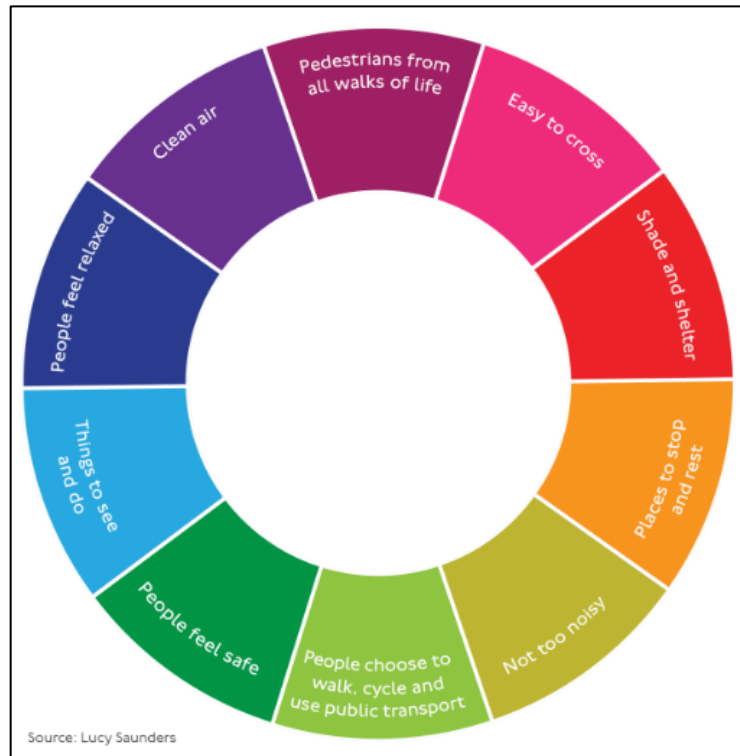 Pedestrians from
all walks of life
Easy to cross
Shade and shelter
Places to stop
and rest
Not too noisy
People choose to
walk, cycle and
use public transport
People feel safe
Things to see
and do
People feel relaxed
Clean air
Source: Lucy Saunders